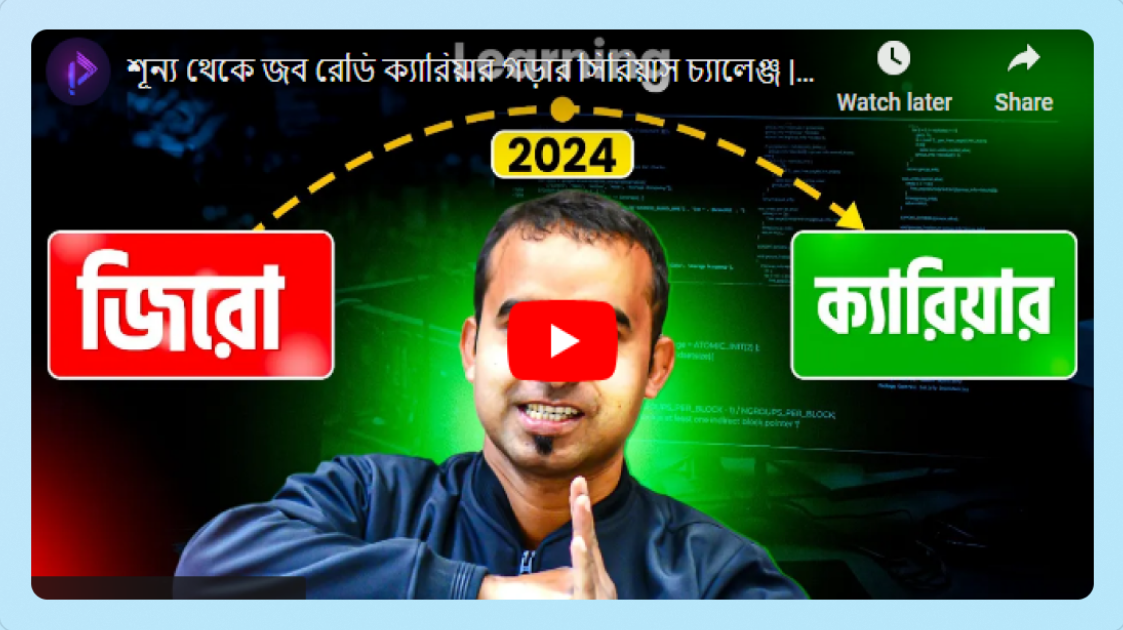 Learning
শূন্য থেকে জব রেডি ক্যারিয়ার গড়ার সিরিয়াস চ্যালেঞ্জ |...
Watch later
Share
2024
জিরো
ক্যারিয়ার